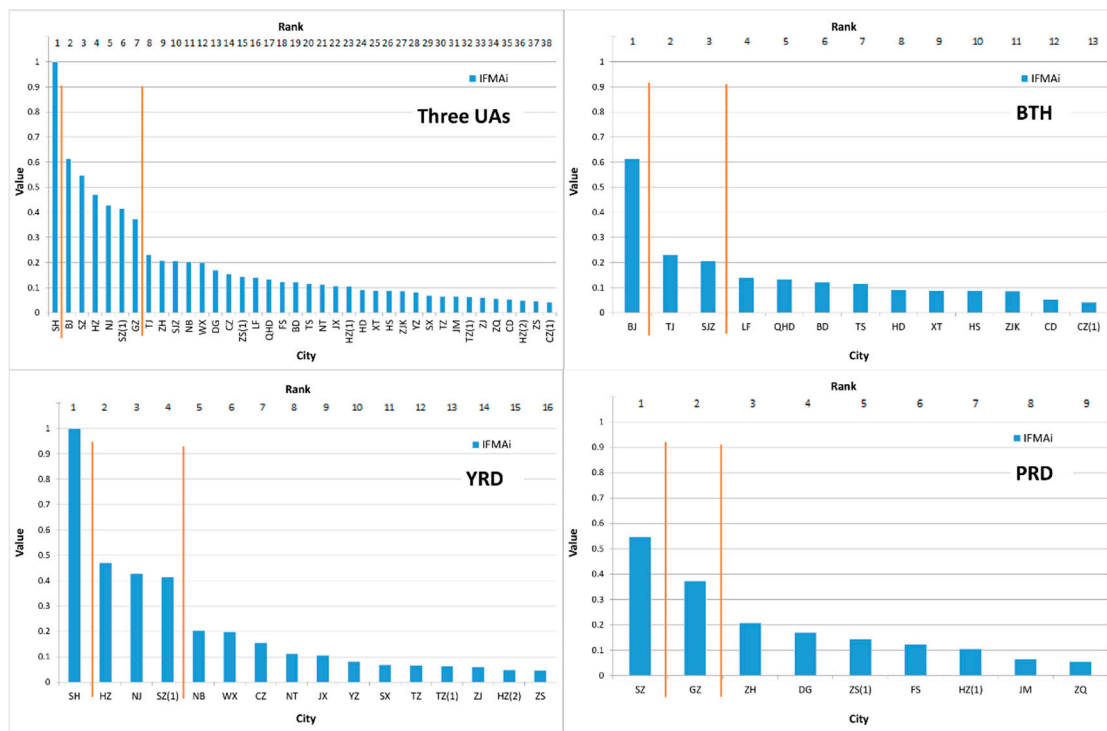 Rank
1 2 3 4 5 6 7 8 9 10 11 12 13 14 15 16 17 18 19 20 21 22 23 24 25 26 27 28 29 30 31 32 33 34 35 36 37 38
1
IFMAi
0.9
0.8
Three UAs
0.7
0.6
Value
0.5
0.4
0.3
0.2
0.1
0
SH BJ SZ HZ NJ SZ(1) GZ TJ ZH SJZ NB WX DG CZ ZS(1) LF QHD FS BD TS NT JX HZ(1) HD XT HS ZJK YZ SX TZ JM TZ(1) ZJ ZQ CD HZ(2) ZS CZ(1)
City
Rank
1 2 3 4 5 6 7 8 9 10 11 12 13
1
IFMAi
0.9
0.8
BTH
0.7
0.6
Value
0.5
0.4
0.3
0.2
0.1
0
BJ TJ SJZ LF QHD BD TS HD XT HS ZJK CD CZ(1)
City
Rank
1 2 3 4 5 6 7 8 9 10 11 12 13 14 15 16
1
IFMAi
0.9
0.8
YRD
0.7
0.6
Value
0.5
0.4
0.3
0.2
0.1
0
SH HZ NJ SZ(1) NB WX CZ NT JX YZ SX TZ TZ(1) ZJ HZ(2) ZS
City
Rank
1 2 3 4 5 6 7 8 9
1
IFMAi
0.9
0.8
PRD
0.7
0.6
Value
0.5
0.4
0.3
0.2
0.1
0
SZ GZ ZH DG ZS(1) FS HZ(1) JM ZQ
City